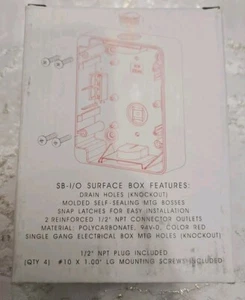 SB-I/O SURFACE BOX FEATURES:
DRAIN HOLES (KNOCKOUT)
MOLDED SELF-SEALING MTG BOSSES
SNAP LATCHES FOR EASY INSTALLATION
2 REINFORCED 1/2" NPT CONNECTOR OUTLETS
MATERIAL: POLYCARBONATE, 94V-0, COLOR RED
SINGLE GANG ELECTRICAL BOX MTG HOLES (KNOCKOUT)
1/2" NPT PLUG INCLUDED
(QTY 4) #10 X 1.00" LG MOUNTING SCREWS INCLUDED